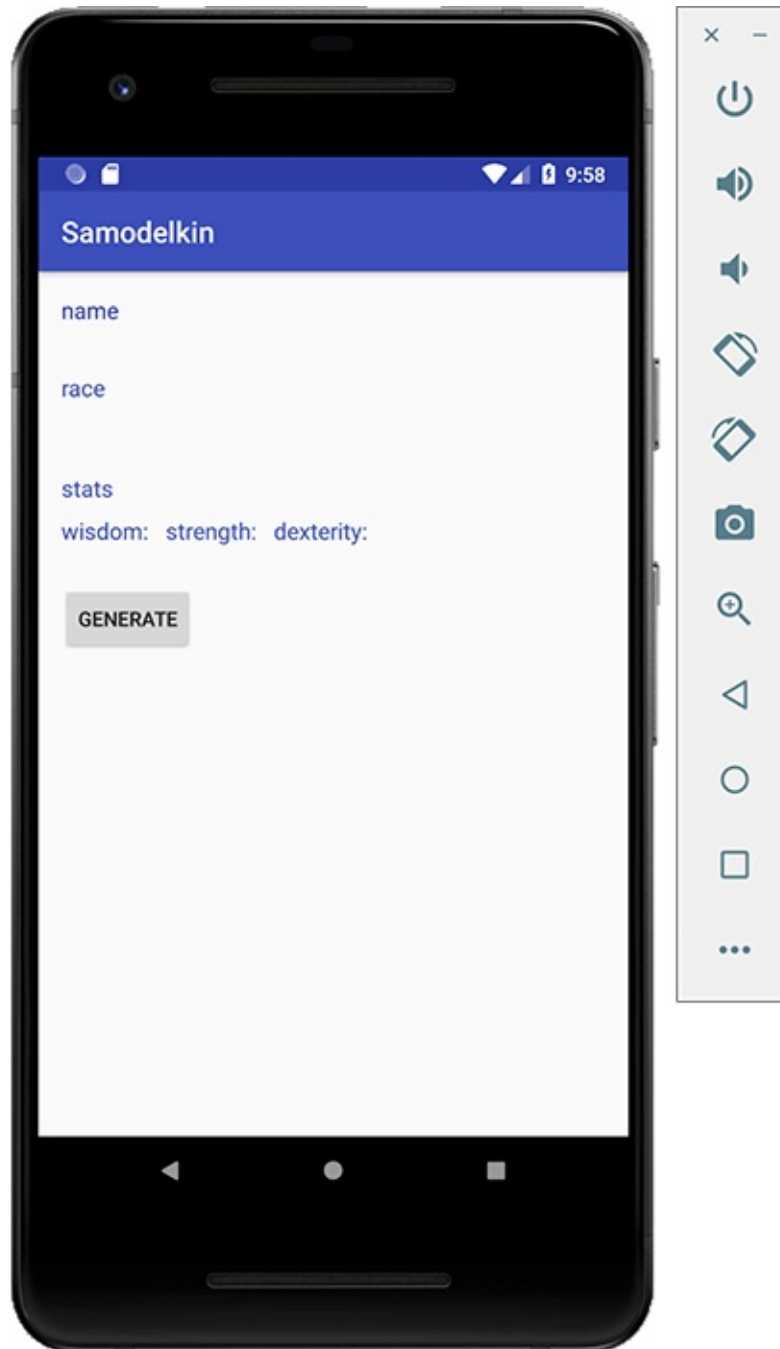 9:58
Samodelkin
name
race
stats
wisdom: strength: dexterity:
GENERATE